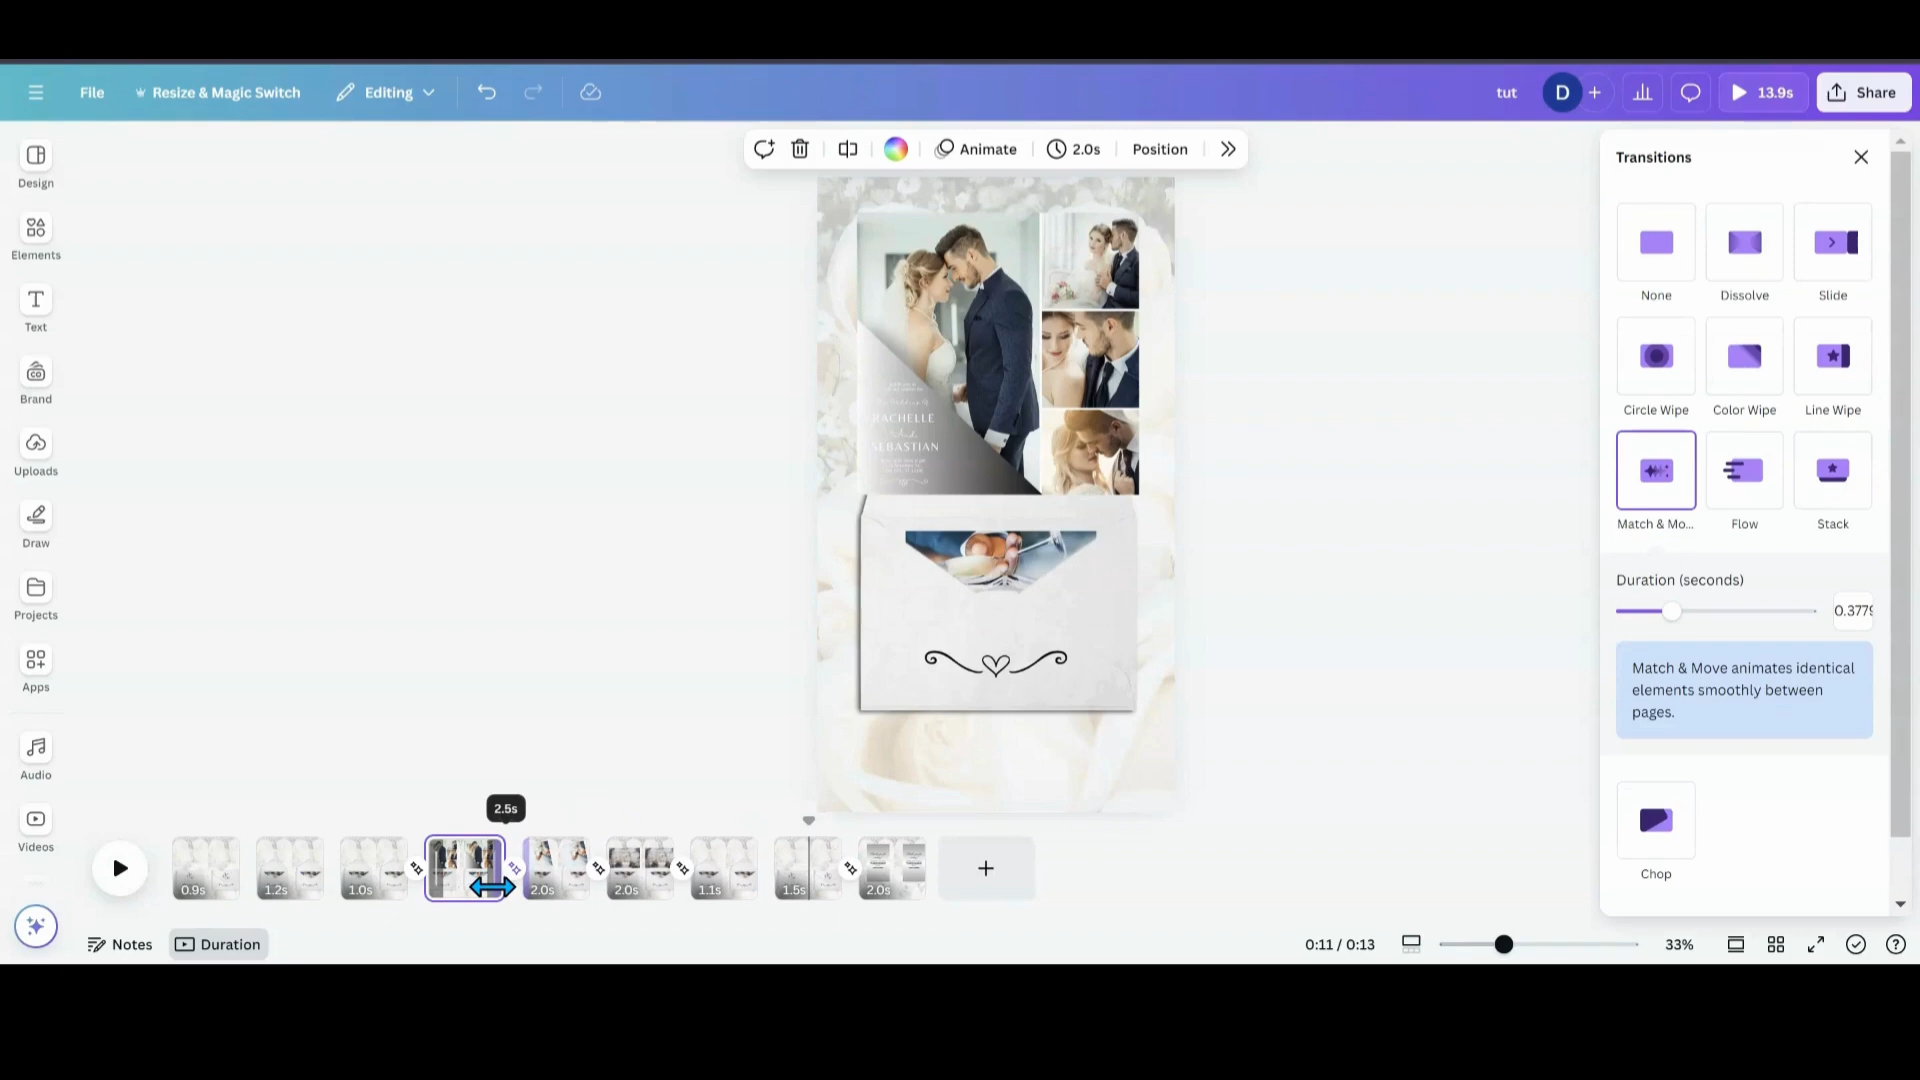 File
Resize & Magic Switch
Editing
tut
D
13.9s
Share
Animate
2.0s
Position
Design
Elements
Text
CO
Brand
Uploads
Draw
Projects
Apps
Audio
Videos
RACHELLE
And
SEBASTIAN
Transitions
None
Dissolve
Slide
Circle Wipe
Color Wipe
Line Wipe
Match & Mo...
Flow
Stack
Duration (seconds)
0.3779
Match & Move animates identical
elements smoothly between
pages.
Chop
2.5s
0.9s
1.2s
1.0s
2.0s
2.0s
1.1s
1.5s
2.0s
Notes
Duration
0:11 / 0:13
33%